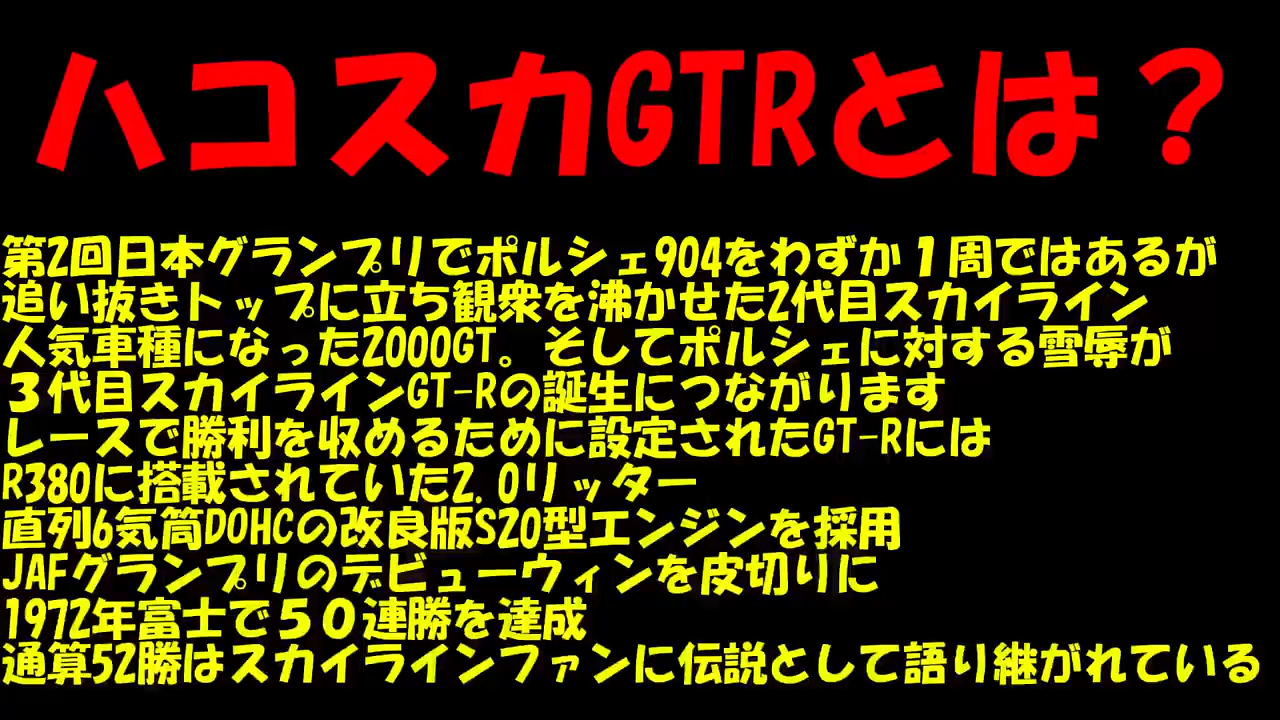 ハコスカGTRとは？
第2回日本グランプリでポルシェ904をわずか１周ではあるが
追い抜きトップに立ち観衆を沸かせた2代目スカイライン
人気車種になった2000GT。そしてポルシェに対する雪辱が
３代目スカイラインGT-Rの誕生につながります
レースで勝利を収めるために設定されたGT-Rには
R380に搭載されていた2.0リッター
直列6気筒DOHCの改良版S20型エンジンを採用
JAFグランプリのデビューウィンを皮切りに
1972年富士で５０連勝を達成
通算52勝はスカイラインファンに伝説として語り継がれている